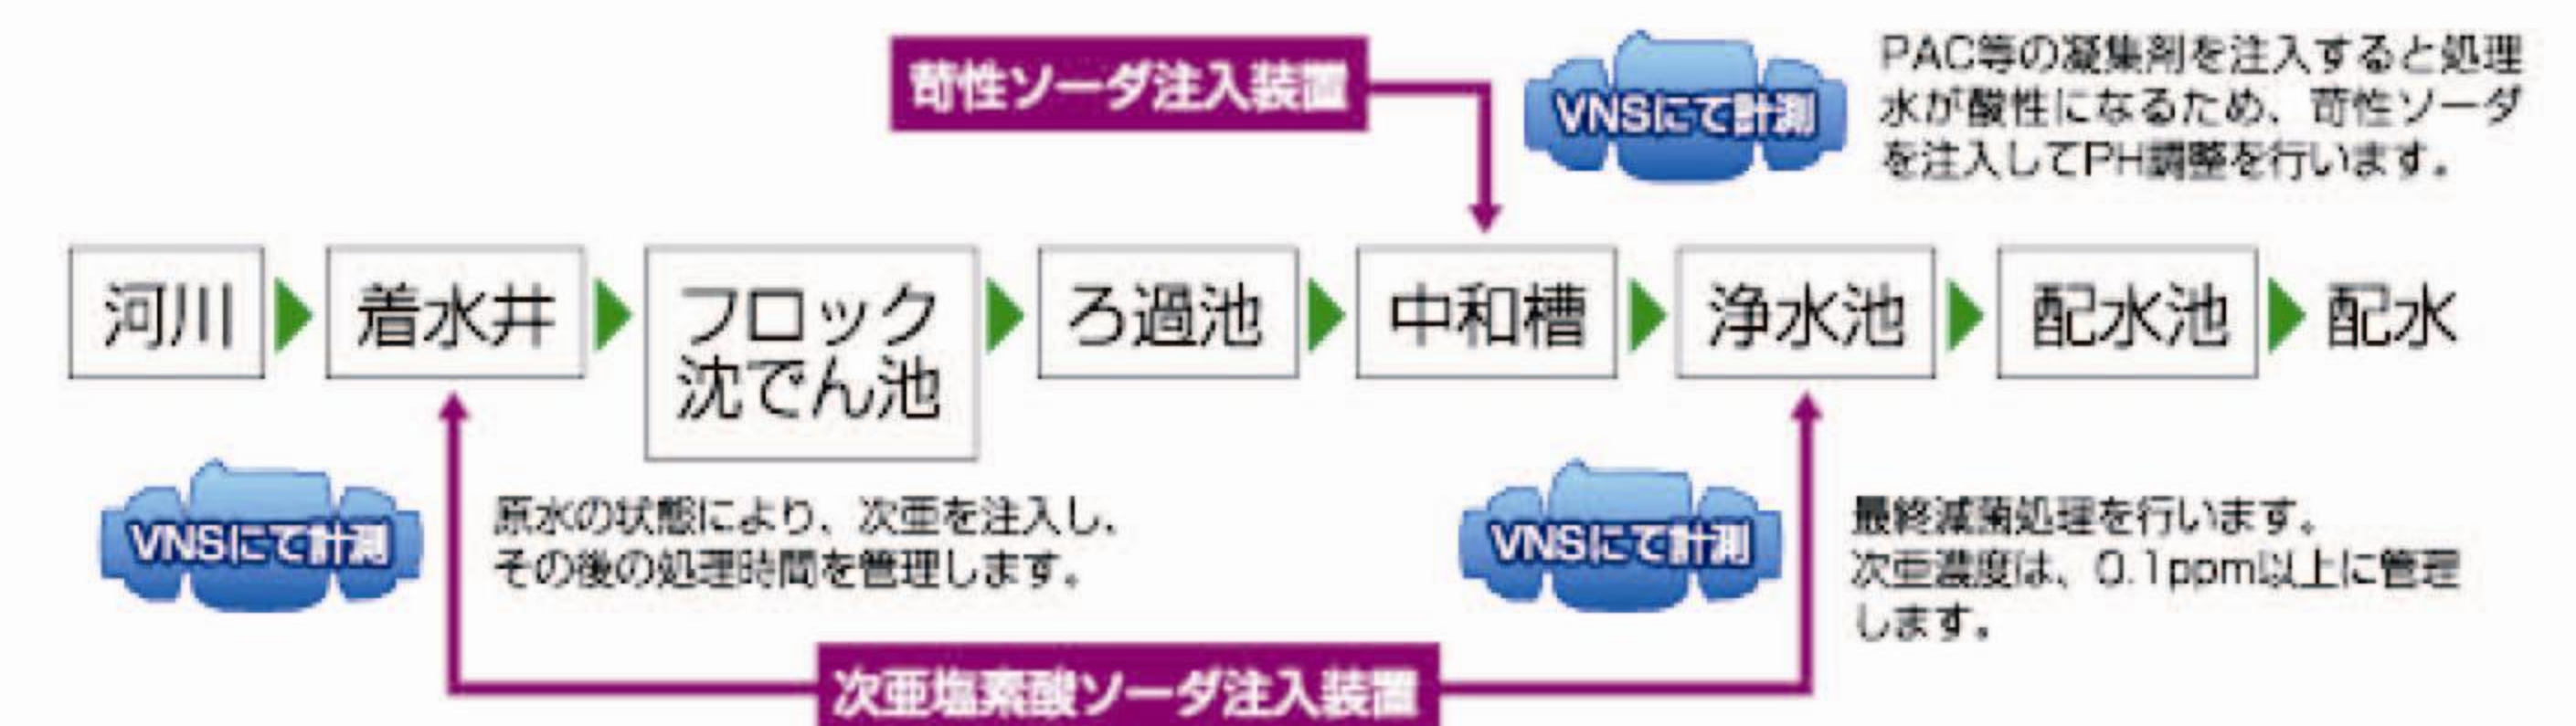 苛性ソーダ注入装置
VNSにて計測
PAC等の凝集剤を注入すると処理
水が酸性になるため、苛性ソーダ
を注入してPH調整を行います。
河川
着水井
フロック
沈でん池
ろ過池
中和槽
浄水池
配水池
配水
VNSにて計測
原水の状態により、次亜を注入し、
その後の処理時間を管理します。
VNSにて計測
最終滅菌処理を行います。
次亜濃度は、0.1ppm以上に管理
します。
次亜塩素酸ソーダ注入装置